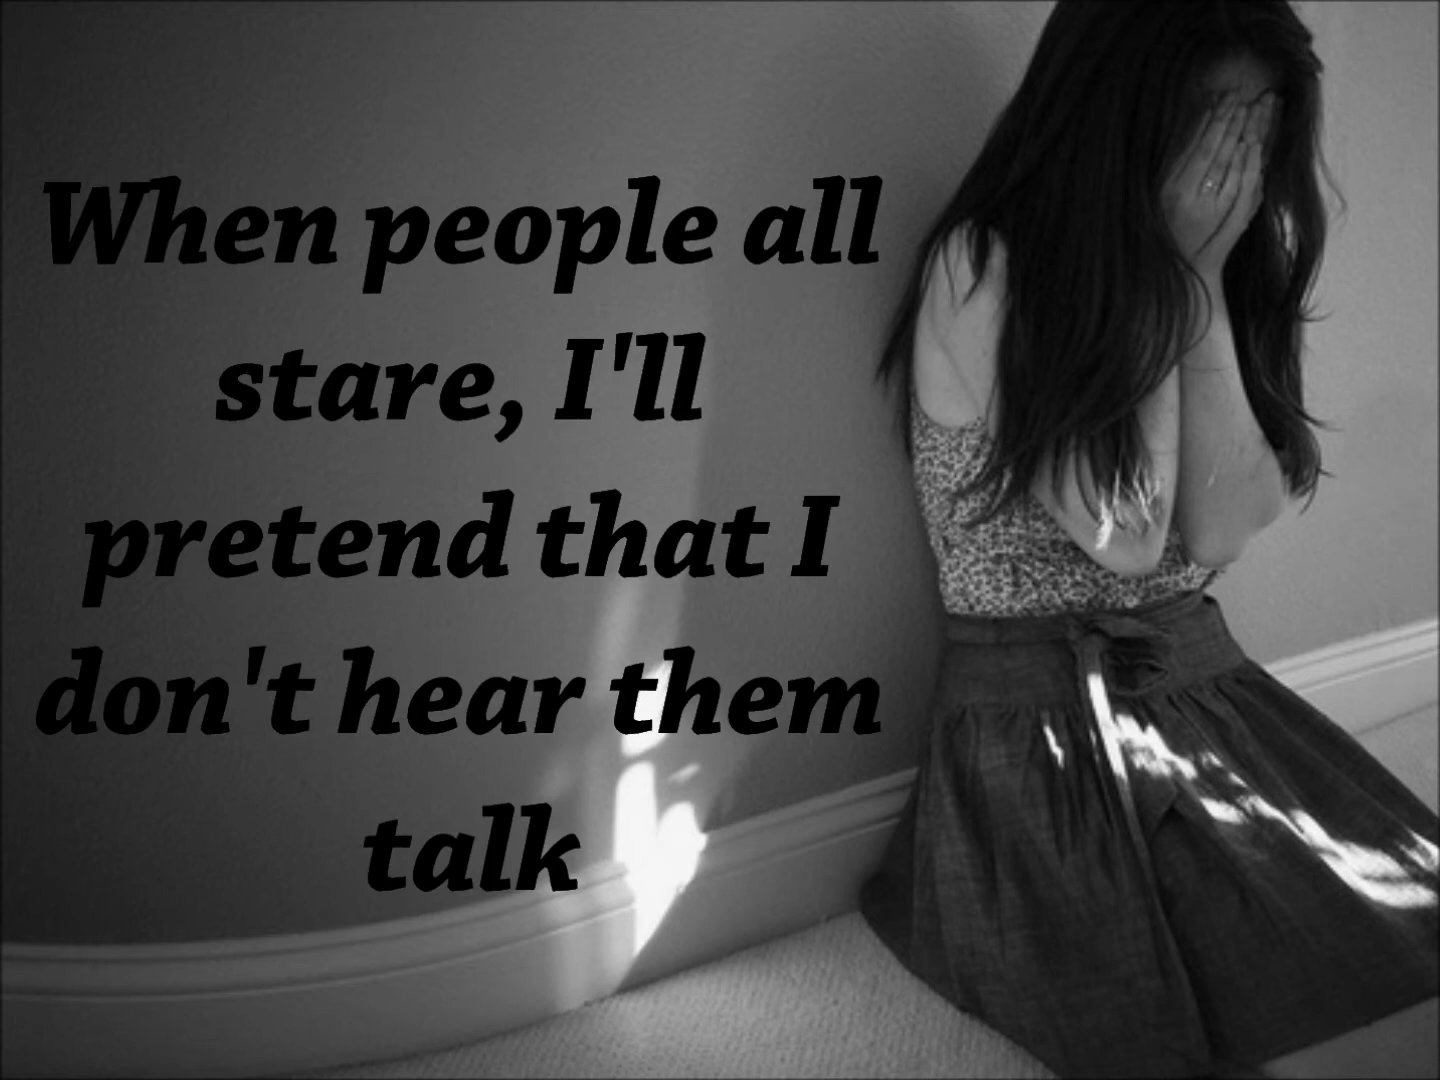 When people all
stare, I'll
pretend that I
don't hear them
talk